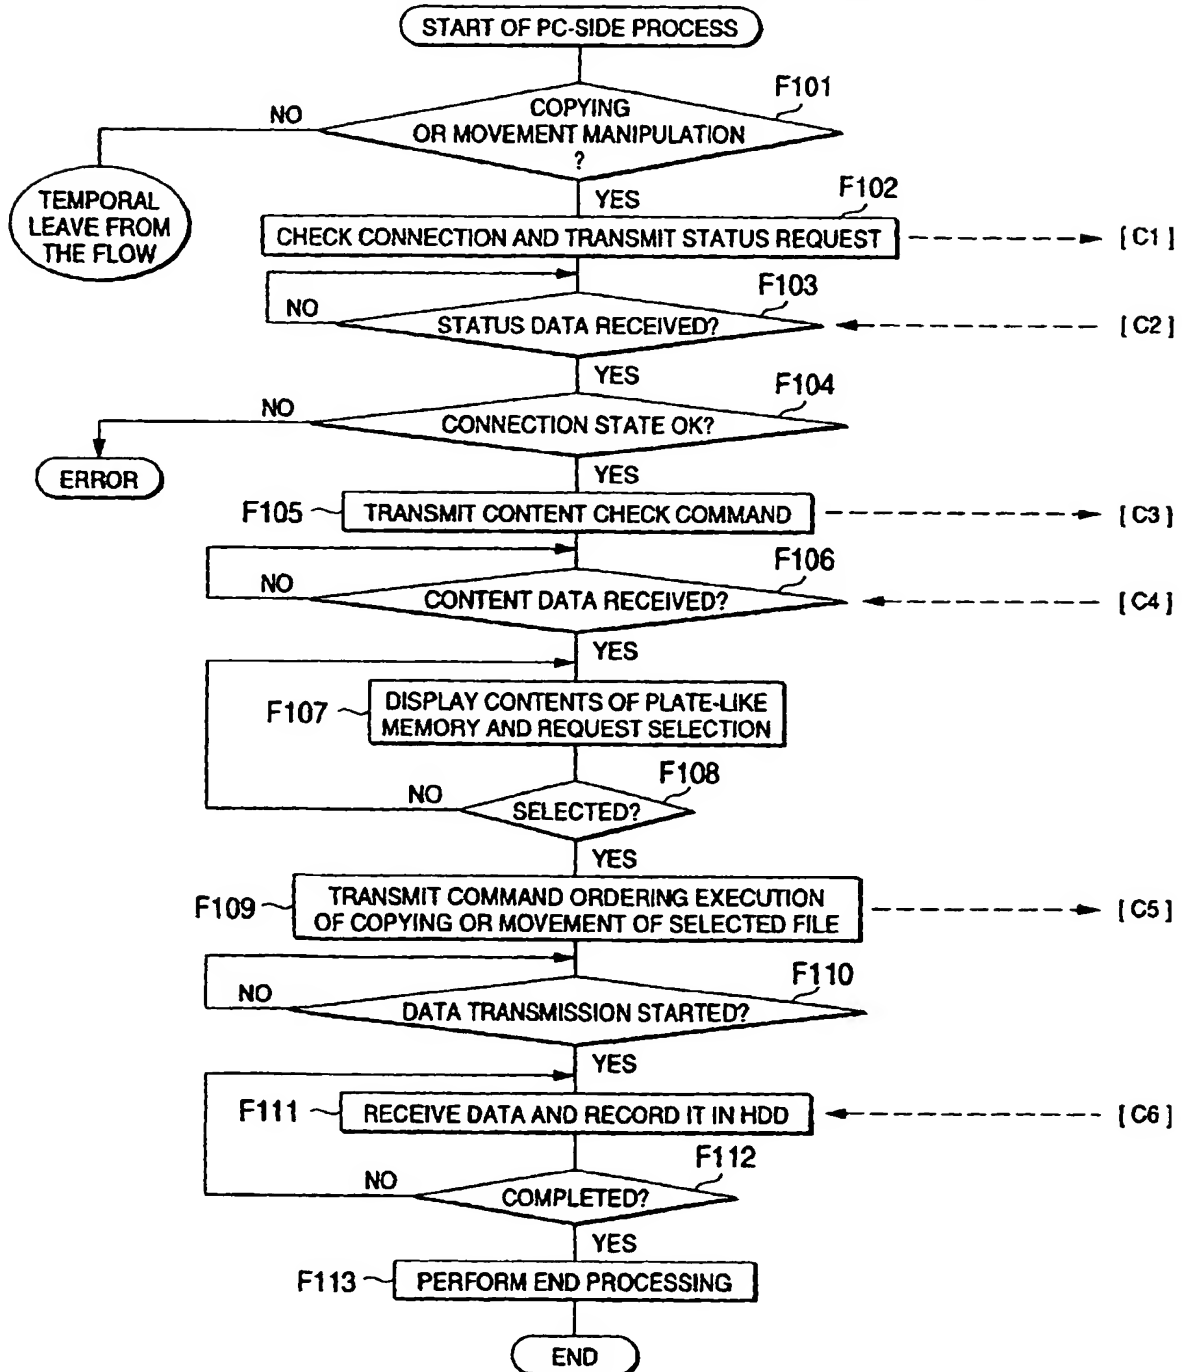 START OF PC-SIDE PROCESS
F101
NO
COPYING
OR MOVEMENT MANIPULATION
?
YES
F102
TEMPORAL
LEAVE FROM
THE FLOW
CHECK CONNECTION AND TRANSMIT STATUS REQUEST
[C1]
F103
NO
STATUS DATA RECEIVED?
[C2]
YES
F104
NO
CONNECTION STATE OK?
ERROR
YES
F105
TRANSMIT CONTENT CHECK COMMAND
[C3]
F106
NO
CONTENT DATA RECEIVED?
[C4]
YES
F107
DISPLAY CONTENTS OF PLATE-LIKE
MEMORY AND REQUEST SELECTION
F108
NO
SELECTED?
YES
F109
TRANSMIT COMMAND ORDERING EXECUTION
OF COPYING OR MOVEMENT OF SELECTED FILE
[C5]
F110
NO
DATA TRANSMISSION STARTED?
YES
F111
RECEIVE DATA AND RECORD IT IN HDD
[C6]
F112
NO
COMPLETED?
YES
F113
PERFORM END PROCESSING
END